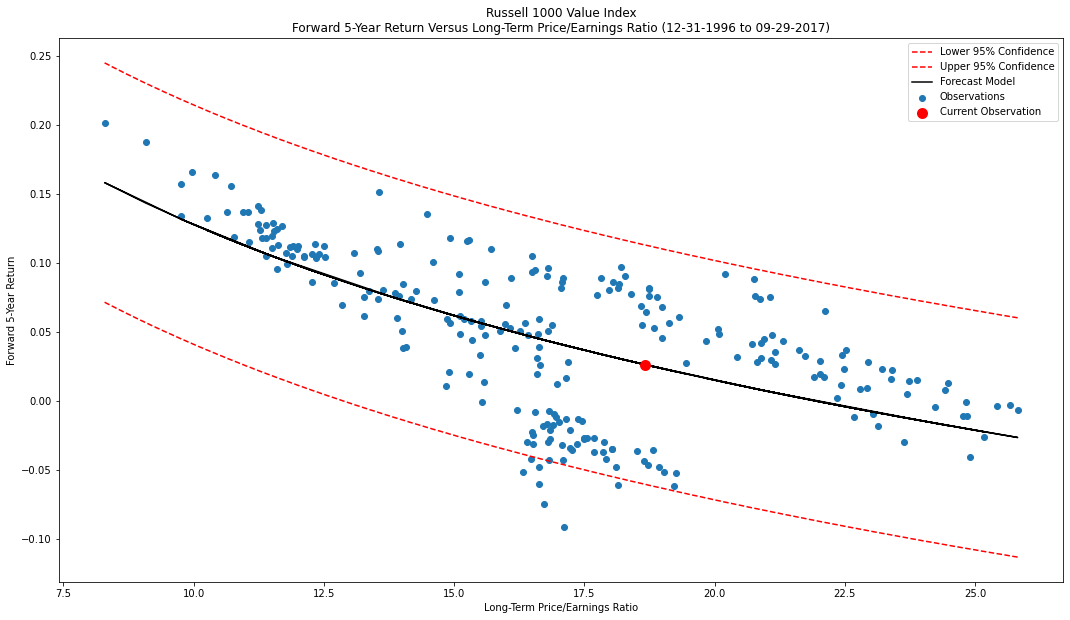 Russell 1000 Value Index
Forward 5-Year Return Versus Long-Term Price/Earnings Ratio (12-31-1996 to 09-29-2017)
Lower 95% Confidence
Upper 95% Confidence
Forecast Model
Observations
Current Observation
Forward 5-Year Return
0.25
0.20
0.15
0.10
0.05
0.00
−0.05
−0.10
7.5 10.0 12.5 15.0 17.5 20.0 22.5 25.0
Long-Term Price/Earnings Ratio